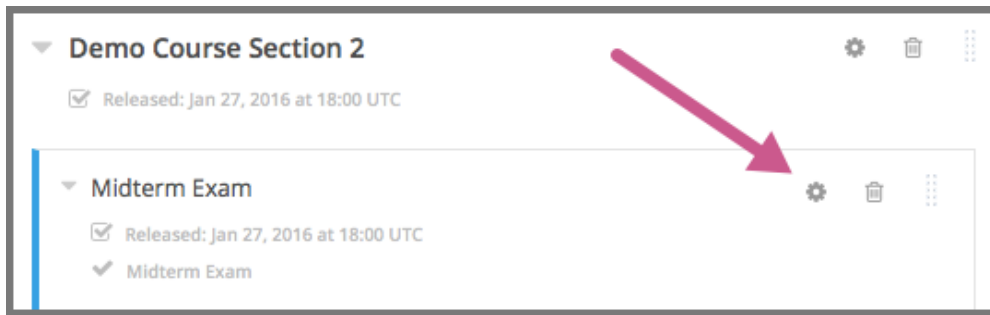 Demo Course Section 2
Released: Jan 27, 2016 at 18:00 UTC
Midterm Exam
Released: Jan 27, 2016 at 18:00 UTC
Midterm Exam